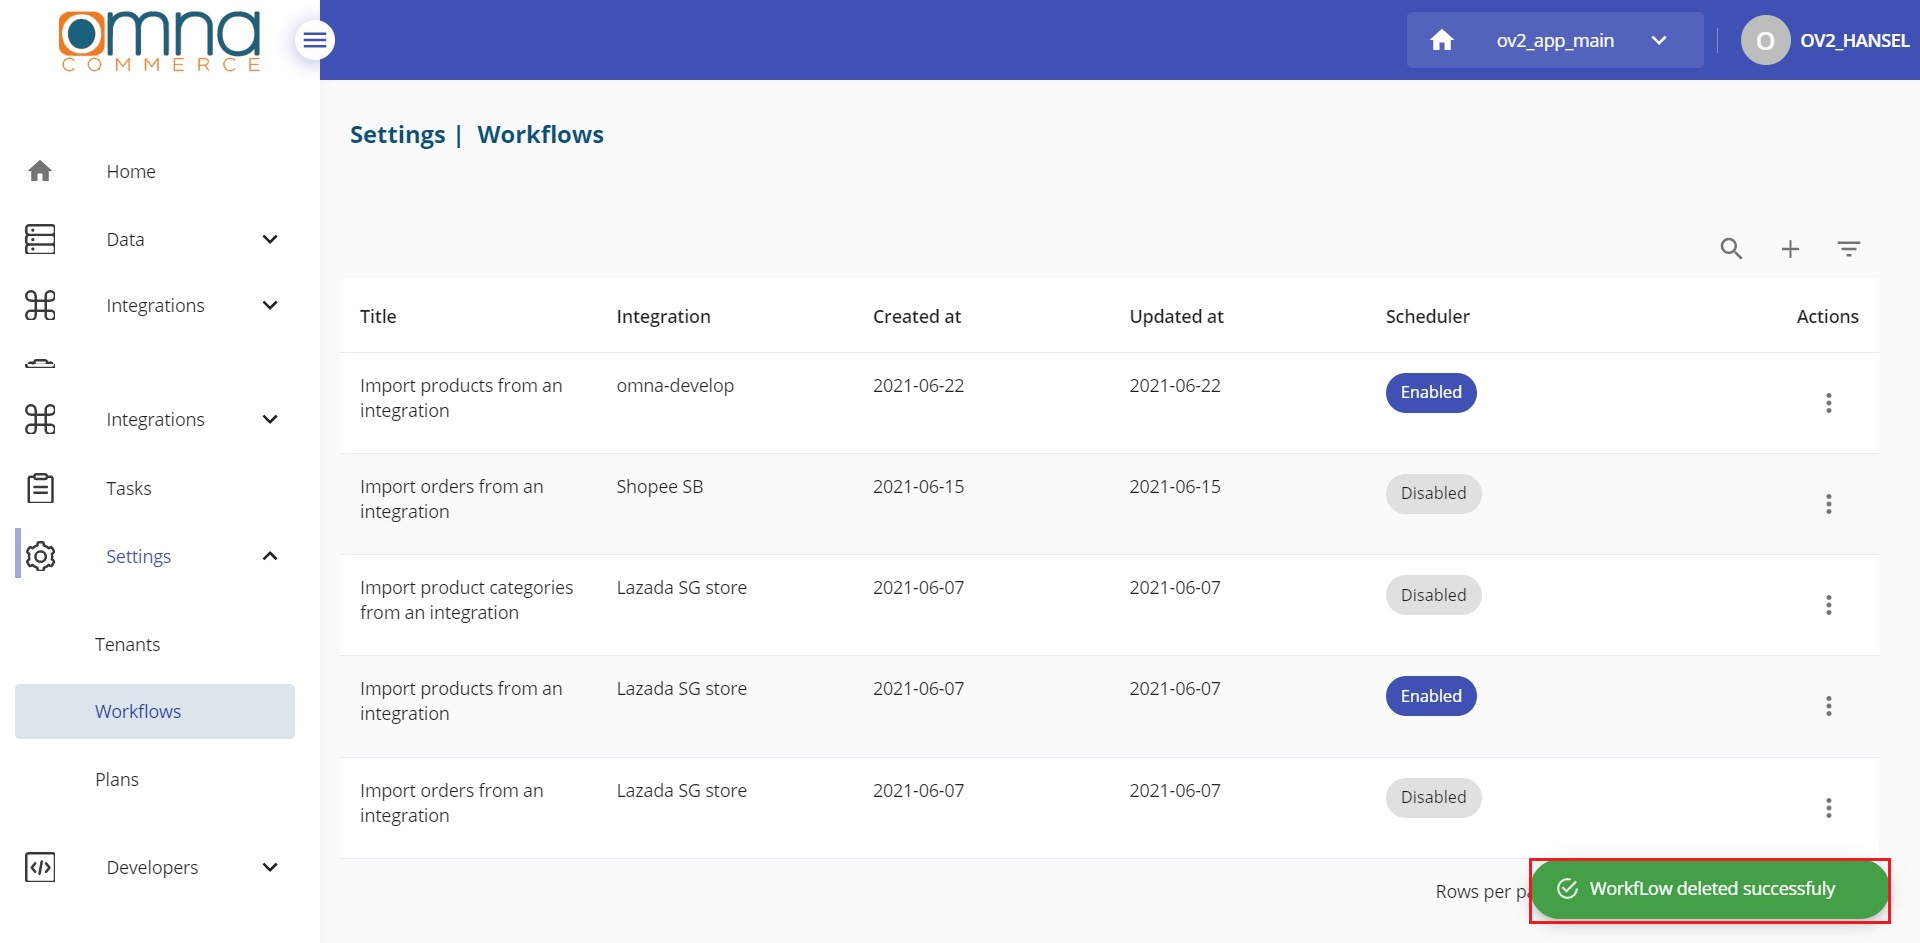 omna
COMMERCE
ov2_app_main
O
OV2_HANSEL
Home
Data
Integrations
Integrations
Tasks
Settings
Tenants
Workflows
Plans
Developers
Settings | Workflows
Title Integration Created at Updated at Scheduler Actions
Import products from an
integration
omna-develop 2021-06-22 2021-06-22 Enabled
Import orders from an
integration
Shopee SB 2021-06-15 2021-06-15 Disabled
Import product categories
from an integration
Lazada SG store 2021-06-07 2021-06-07 Disabled
Import products from an
integration
Lazada SG store 2021-06-07 2021-06-07 Enabled
Import orders from an
integration
Lazada SG store 2021-06-07 2021-06-07 Disabled
Rows per
WorkfLow deleted successfuly